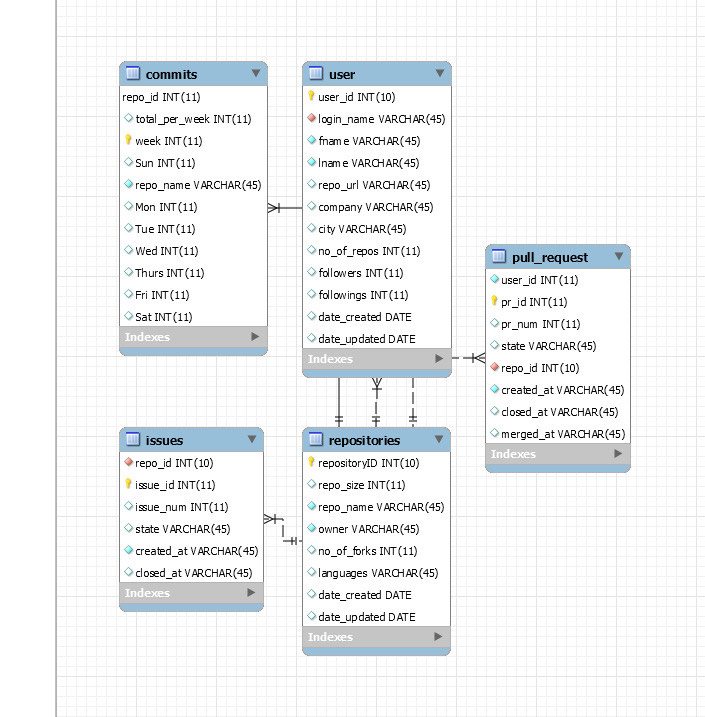 commits
repo_id INT(11)
total_per_week INT(11)
week INT(11)
Sun INT(11)
repo_name VARCHAR(45)
Mon INT(11)
Tue INT(11)
Wed INT(11)
Thurs INT(11)
Fri INT(11)
Sat INT(11)
Indexes
user
user_id INT(10)
login_name VARCHAR(45)
fname VARCHAR(45)
lname VARCHAR(45)
repo_url VARCHAR(45)
company VARCHAR(45)
city VARCHAR(45)
no_of_repos INT(11)
followers INT(11)
followings INT(11)
date_created DATE
date_updated DATE
Indexes
pull_request
user_id INT(11)
pr_id INT(11)
pr_num INT(11)
state VARCHAR(45)
repo_id INT(10)
created_at VARCHAR(45)
closed_at VARCHAR(45)
merged_at VARCHAR(45)
Indexes
issues
repo_id INT(10)
issue_id INT(11)
issue_num INT(11)
state VARCHAR(45)
created_at VARCHAR(45)
closed_at VARCHAR(45)
Indexes
repositories
repositoryID INT(10)
repo_size INT(11)
repo_name VARCHAR(45)
owner VARCHAR(45)
no_of_forks INT(11)
languages VARCHAR(45)
date_created DATE
date_updated DATE
Indexes